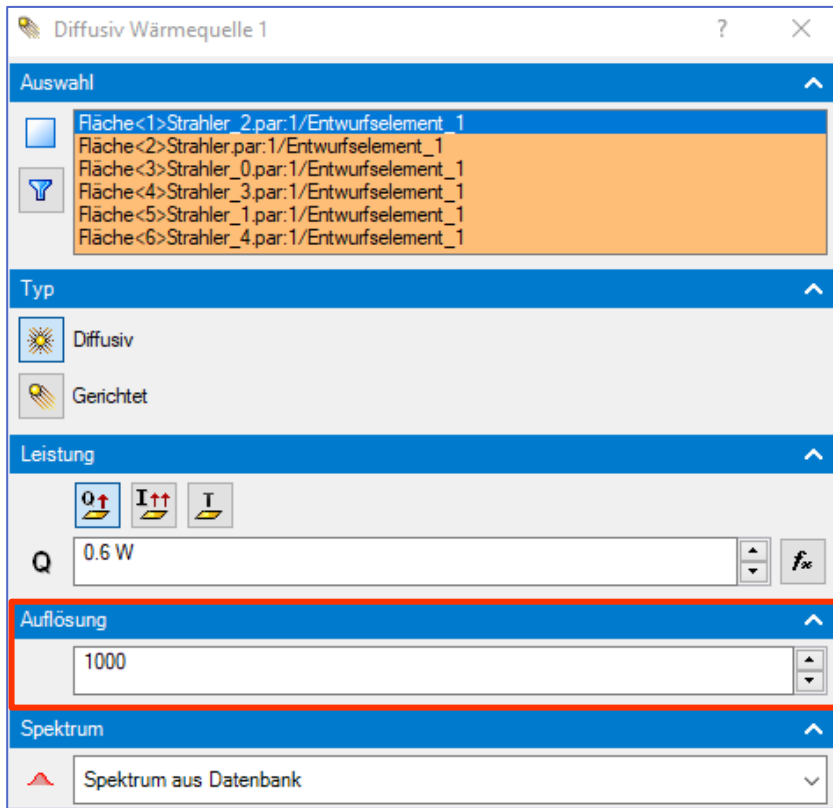 Diffusiv Wärmequelle 1 ?
Auswahl
Fläche<1>Strahler_2.par:1/Entwurfselement_1
Fläche<2>Strahler.par:1/Entwurfselement_1
Fläche<3>Strahler_0.par:1/Entwurfselement_1
Fläche<4>Strahler_3.par:1/Entwurfselement_1
Fläche<5>Strahler_1.par:1/Entwurfselement_1
Fläche<6>Strahler_4.par:1/Entwurfselement_1
Typ
Diffusiv
Gerichtet
Leistung
Q I T
Q 0.6 W fx
Auflösung
1000
Spektrum
Spektrum aus Datenbank